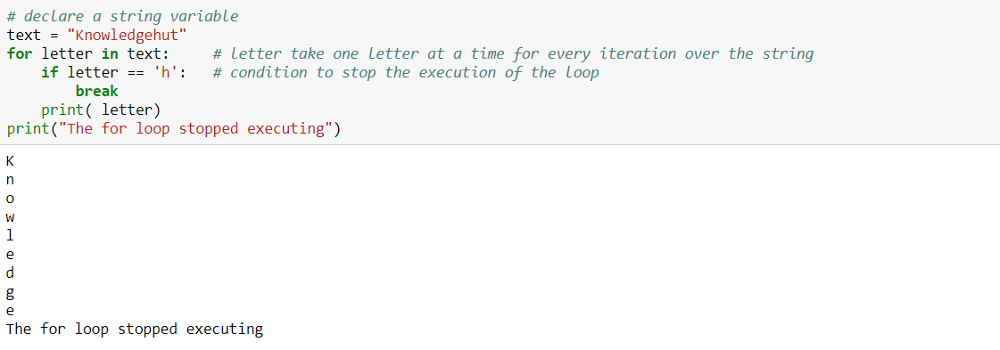 # declare a string variable
text = "Knowledgehut"
for letter in text:     # letter take one letter at a time for every iteration over the string
    if letter == 'h':   # condition to stop the execution of the loop
        break
    print( letter)
print("The for loop stopped executing")
K
n
o
w
l
e
d
g
e
The for loop stopped executing